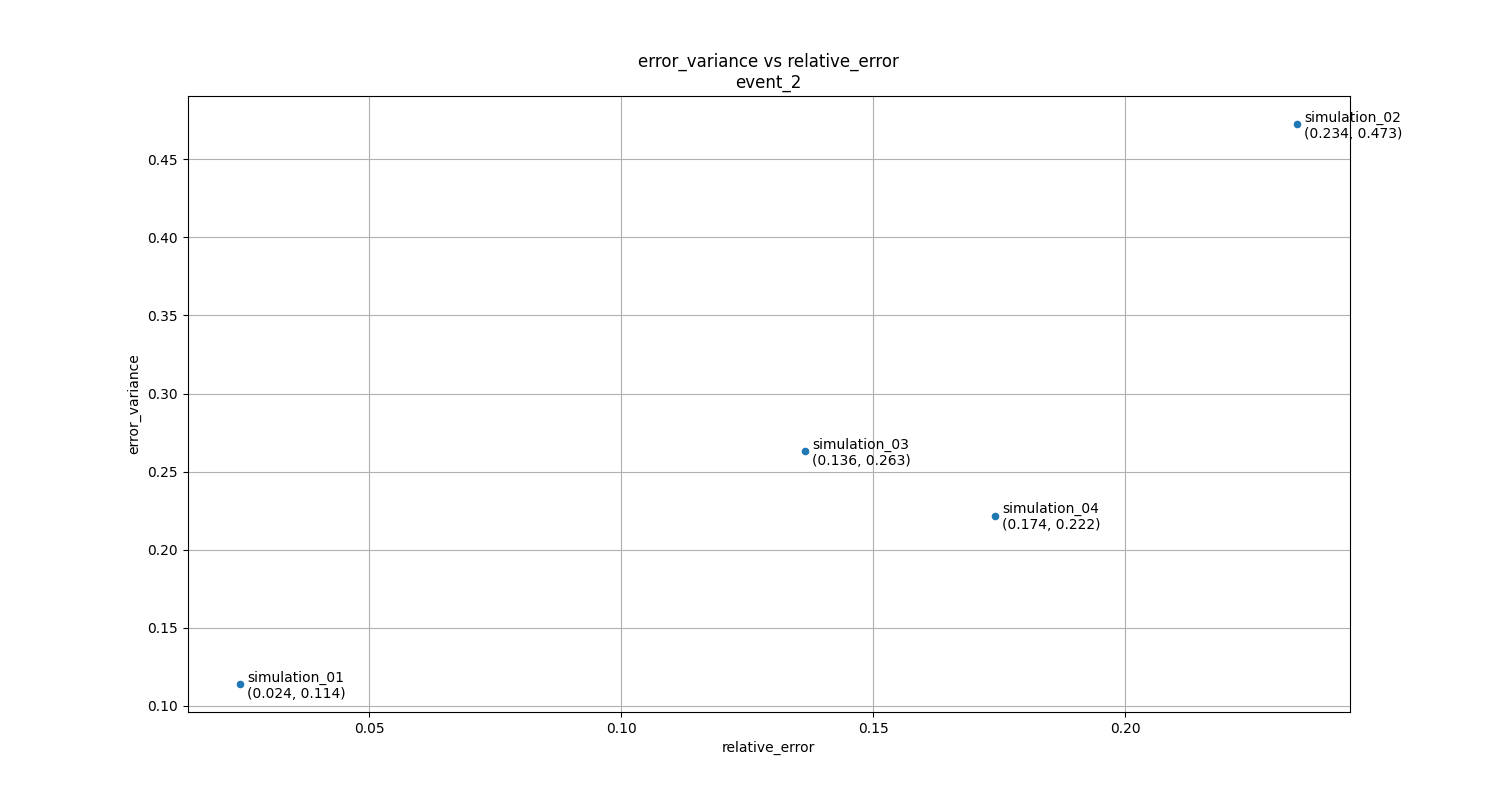 error_variance vs relative_error
event_2
simulation_02
(0.234, 0.473)
0.45
0.40
0.35
error_variance
0.30
simulation_03
(0.136, 0.263)
0.25
simulation_04
(0.174, 0.222)
0.20
0.15
simulation_01
(0.024, 0.114)
0.10
0.05
0.10
0.15
0.20
relative_error